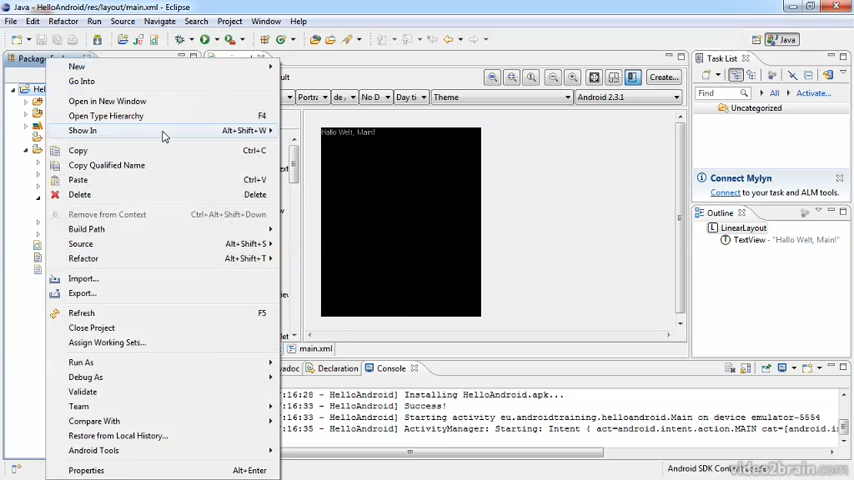 Java - HelloAndroid/res/layout/main.xml - Eclipse
File Edit Refactor Run Source Navigate Search Project Window Help
Java
New
Go Into
Open in New Window
Open Type Hierarchy F4
Show In Alt+Shift+W
Copy Ctrl+C
Copy Qualified Name
Paste Ctrl+V
Delete Delete
Remove from Context Ctrl+Alt+Shift+Down
Build Path
Source Alt+Shift+S
Refactor Alt+Shift+T
Import...
Export...
Refresh F5
Close Project
Assign Working Sets...
Run As
Debug As
Validate
Team
Compare With
Restore from Local History...
Android Tools
Properties Alt+Enter
Create...
Portra de, No D Day ti Theme Android 2.3.1
Hallo Welt, Main!
main.xml
Declaration Console
:16:28 - HelloAndroid] Installing HelloAndroid.apk...
:16:33 - HelloAndroid] Success!
:16:33 - HelloAndroid] Starting activity eu.androidtraining.helloandroid.Main on device emulator-5554
:16:35 - HelloAndroid] ActivityManager: Starting: Intent { act=android.intent.action.MAIN cat=[android.in
Task List
Find All Activate...
Uncategorized
Connect Mylyn
Connect to your task and ALM tools.
Outline
LinearLayout
TextView - "Hallo Welt, Main!"
video2brain.com